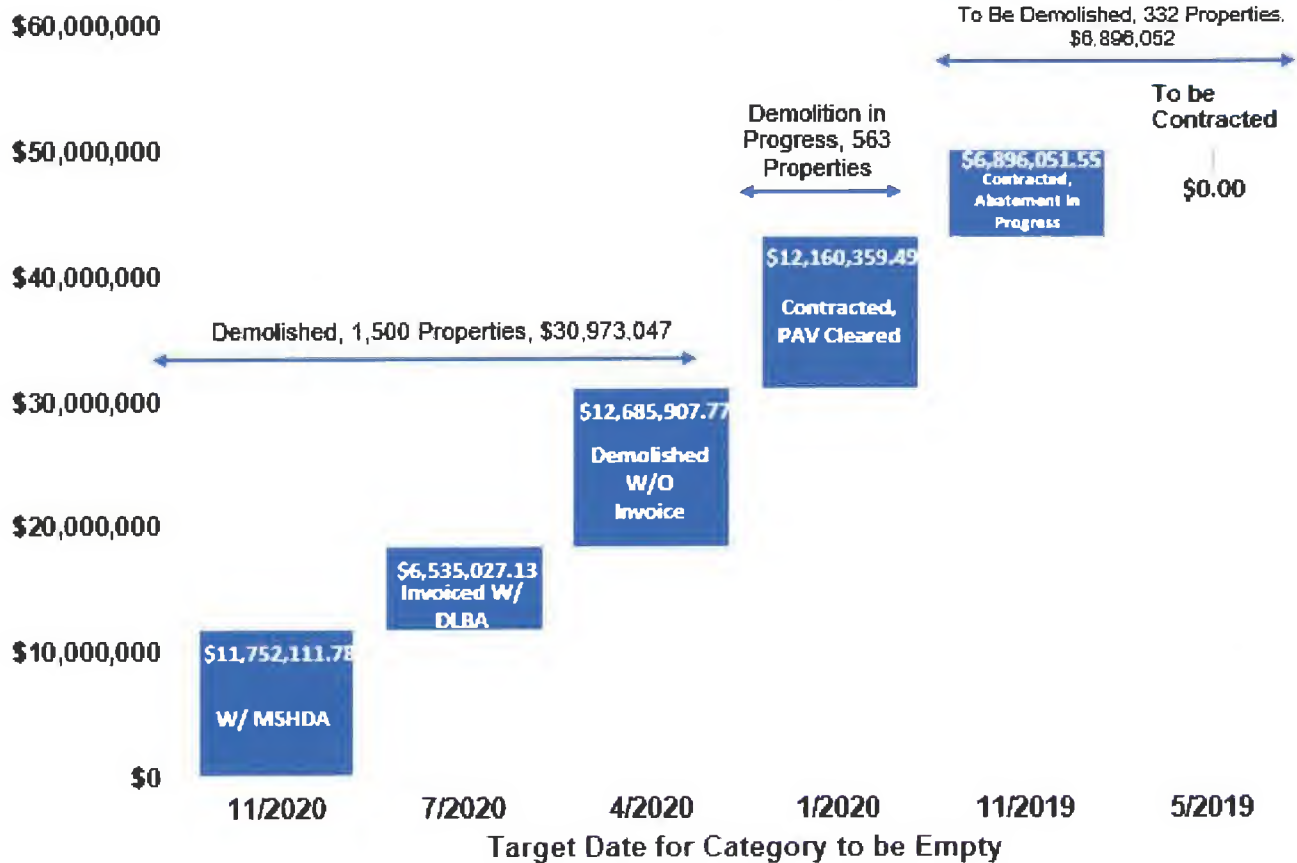 $60,000,000
$50,000,000
$40,000,000
$30,000,000
$20,000,000
$10,000,000
$0
To Be Demolished, 332 Properties,
$6,896,052
To be
Contracted
$0.00
Demolition in
Progress, 563
Properties
$6,896,051.55
Contracted,
Abatement in
Progress
$12,160,359.49
Contracted,
PAV Cleared
Demolished, 1,500 Properties, $30,973,047
$12,685,907.77
Demolished
W/O
Invoice
$6,535,027.13
Invoiced W/
DLBA
$11,752,111.78
W/ MSHDA
11/2020 7/2020 4/2020 1/2020 11/2019 5/2019
Target Date for Category to be Empty